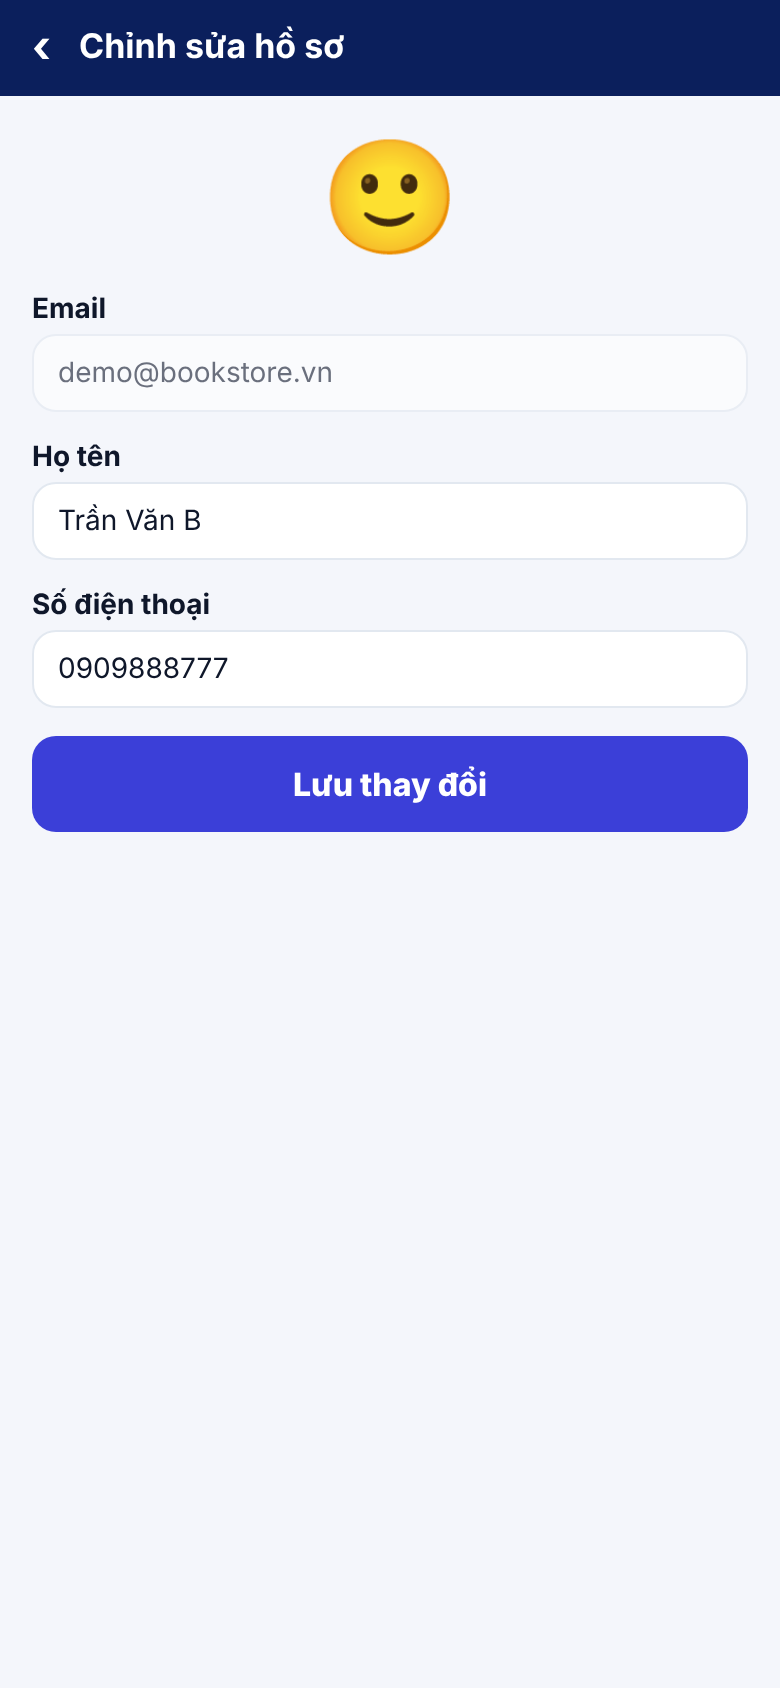 ‹ Chỉnh sửa hồ sơ
Email
demo@bookstore.vn
Họ tên
Trần Văn B
Số điện thoại
0909888777
Lưu thay đổi